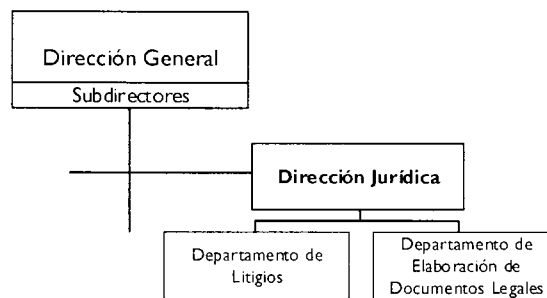 Dirección General
Subdirectores
Dirección Jurídica
Departamento de
Litigios
Departamento de
Elaboración de
Documentos Legales